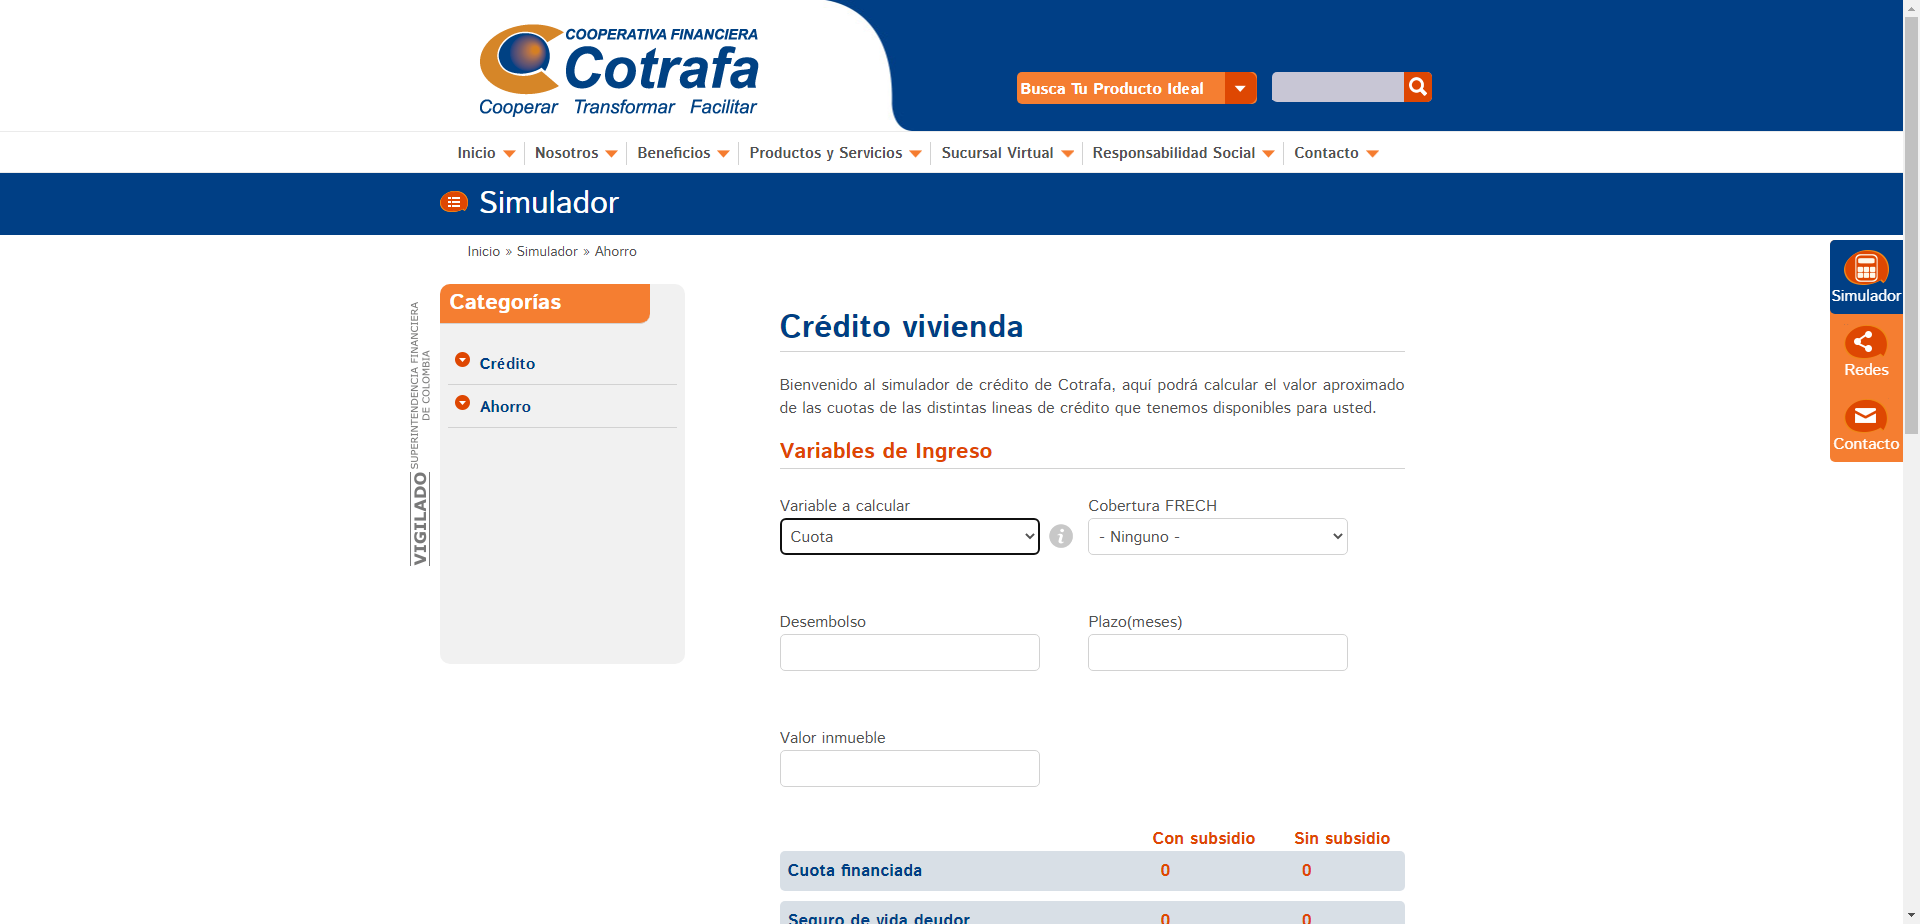 COOPERATIVA FINANCIERA
Cotrafa
Cooperar Transformar Facilitar
Busca Tu Producto Ideal
Inicio Nosotros Beneficios Productos y Servicios Sucursal Virtual Responsabilidad Social Contacto
Simulador
Inicio » Simulador » Ahorro
Categorías
Crédito
Ahorro
VIGILADO SUPERINTENDENCIA FINANCIERA
DE COLOMBIA
Crédito vivienda
Bienvenido al simulador de crédito de Cotrafa, aquí podrá calcular el valor aproximado
de las cuotas de las distintas lineas de crédito que tenemos disponibles para usted.
Variables de Ingreso
Variable a calcular Cobertura FRECH
Cuota i - Ninguno -
Desembolso Plazo(meses)
Valor inmueble
Con subsidio Sin subsidio
Cuota financiada 0 0
Seguro de vida deudor 0 0
Simulador
Redes
Contacto